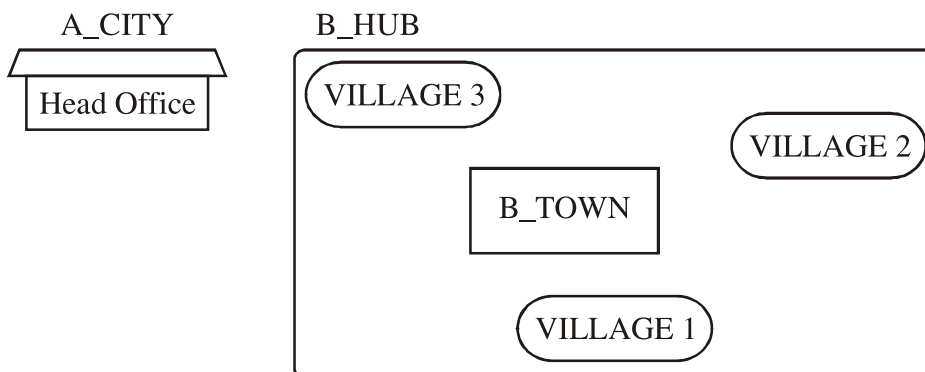 A_CITY
B_HUB
Head Office
VILLAGE 3
VILLAGE 2
B_TOWN
VILLAGE 1